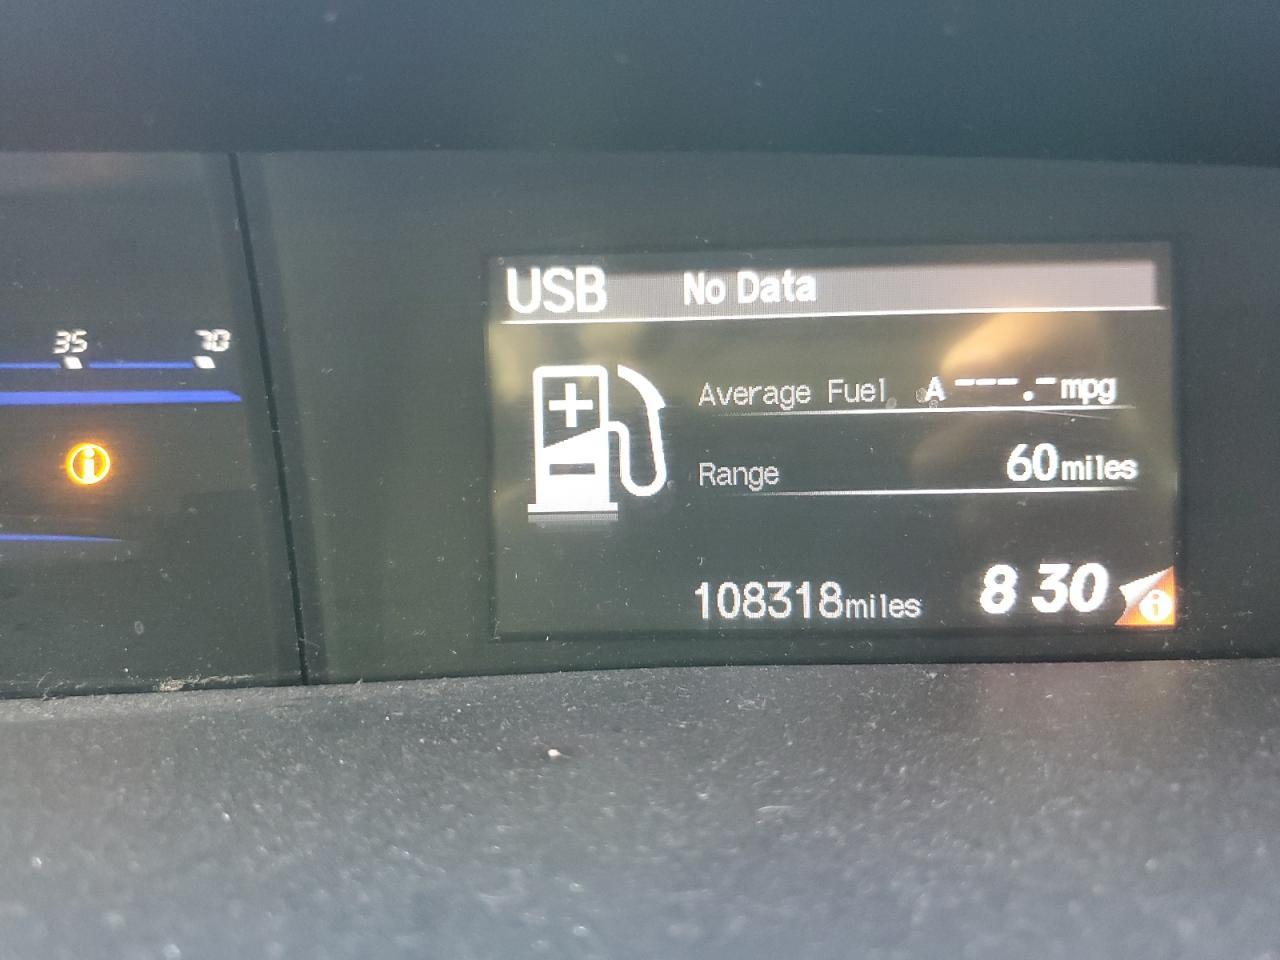 35 70
USB No Data
Average Fuel A ---.- mpg
Range 60 miles
108318 miles 8 30